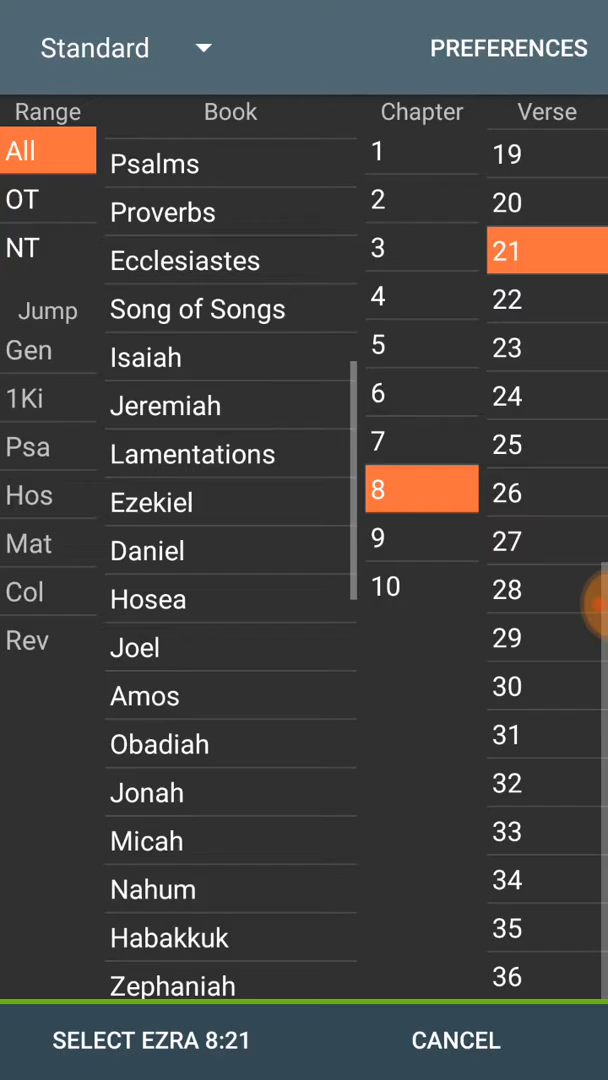 Standard PREFERENCES
Range Book Chapter Verse
All
OT
NT
Jump
Gen
1Ki
Psa
Hos
Mat
Col
Rev
Psalms
Proverbs
Ecclesiastes
Song of Songs
Isaiah
Jeremiah
Lamentations
Ezekiel
Daniel
Hosea
Joel
Amos
Obadiah
Jonah
Micah
Nahum
Habakkuk
Zephaniah
1
2
3
4
5
6
7
8
9
10
19
20
21
22
23
24
25
26
27
28
29
30
31
32
33
34
35
36
SELECT EZRA 8:21 CANCEL